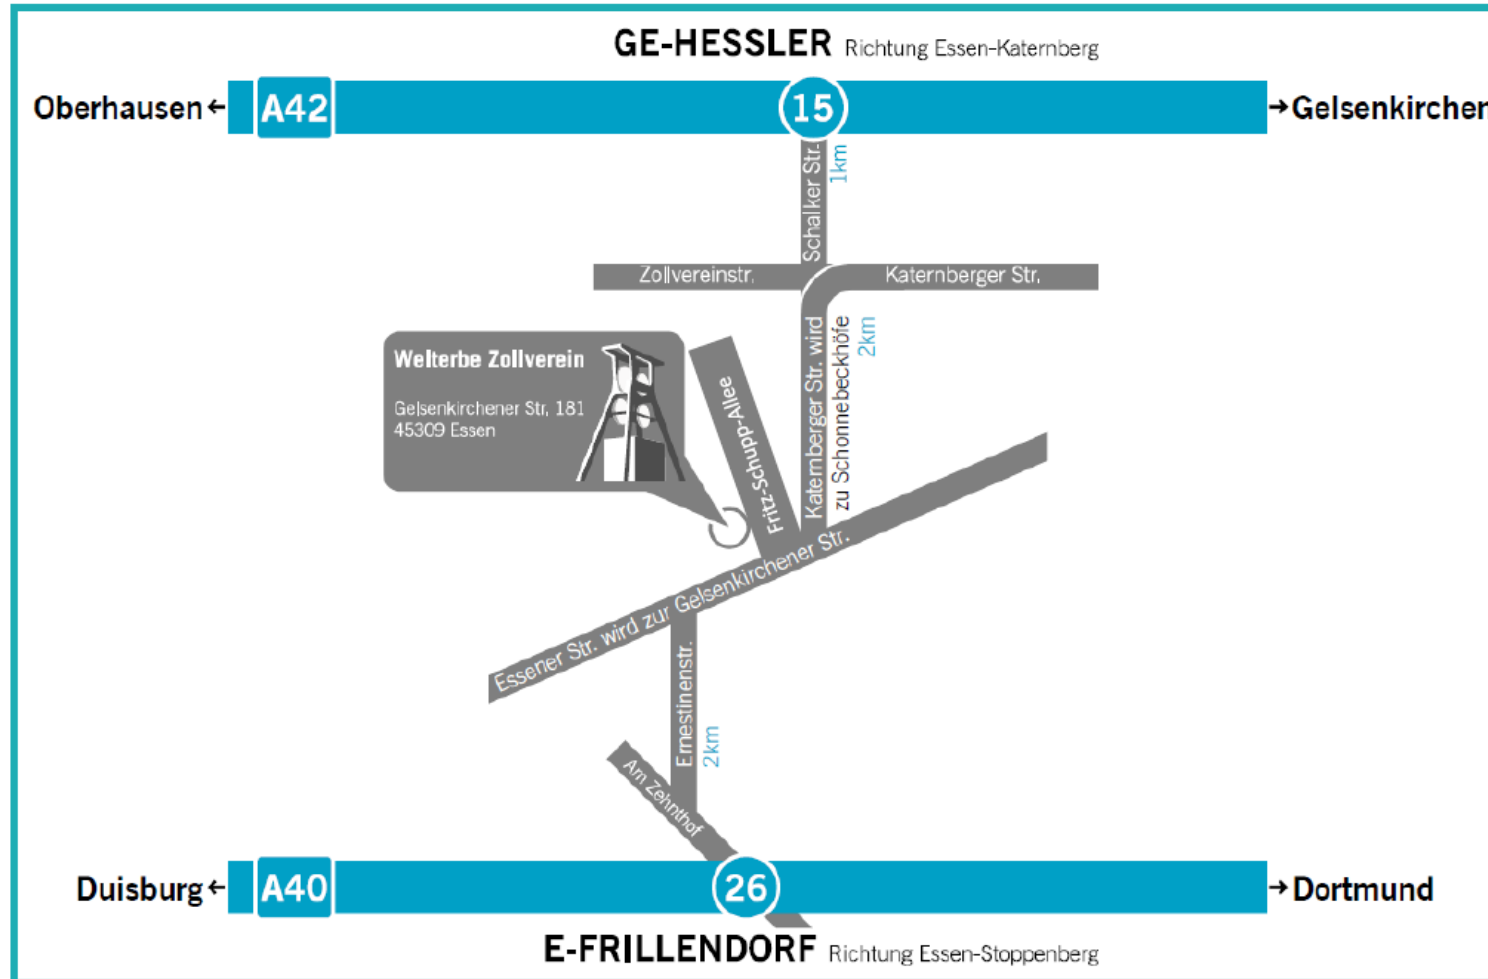 GE-HESSLER Richtung Essen-Katernberg
Oberhausen ← A42 15 → Gelsenkirchen
Schalker Str.
1km
Zollvereinstr.
Katernberger Str.
Katernberger Str. wird
zu Schonnebeckhöfe
2km
Welterbe Zollverein
Gelsenkirchener Str. 181
45309 Essen
Fritz-Schupp-Allee
Essener Str. wird zur Gelsenkirchener Str.
Ernestinenstr.
2km
Am Zehnthof
Duisburg ← A40 26 → Dortmund
E-FRILLENDORF Richtung Essen-Stoppenberg